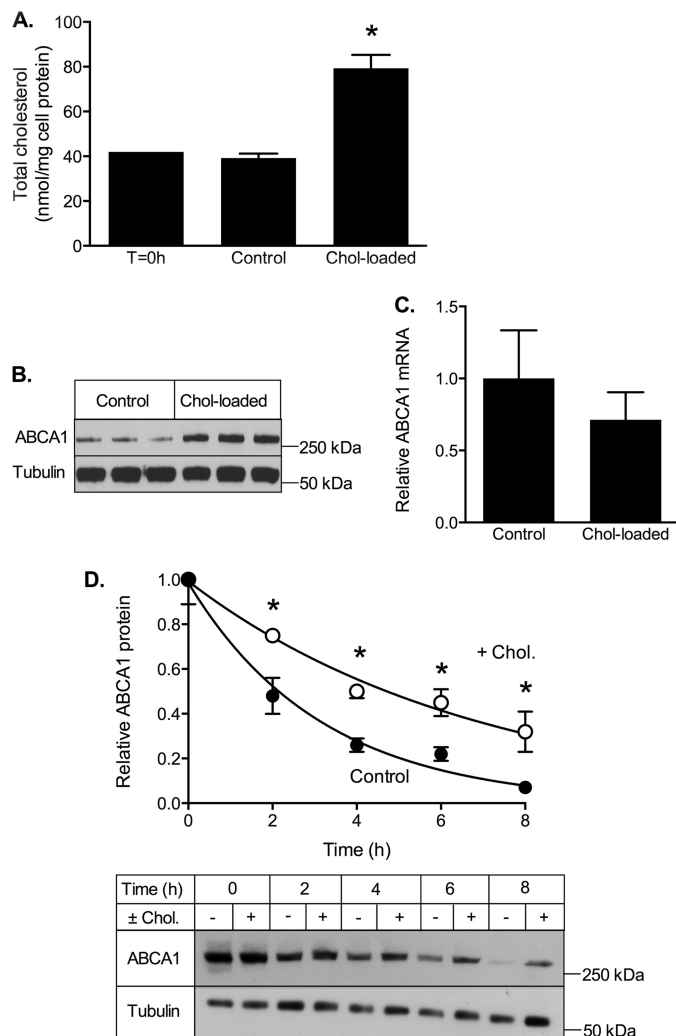 A.
Total cholesterol
(nmol/mg cell protein)
100
80
60
40
20
0
*
T=0h Control Chol-loaded
B.
Control Chol-loaded
ABCA1
250 kDa
Tubulin
50 kDa
C.
Relative ABCA1 mRNA
1.5
1.0
0.5
0.0
Control Chol-loaded
D.
Relative ABCA1 protein
1.0
0.8
0.6
0.4
0.2
0.0
* * * *
+ Chol.
Control
0 2 4 6 8
Time (h)
Time (h) 0 2 4 6 8
± Chol. - + - + - + - + - +
ABCA1
250 kDa
Tubulin
50 kDa